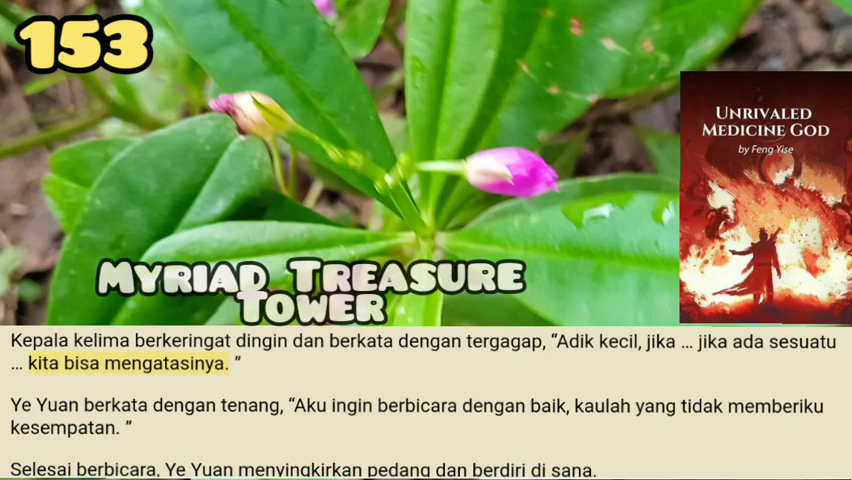 153
UNRIVALED
MEDICINE GOD
by Feng Yise
MYRIAD TREASURE
TOWER
Kepala kelima berkeringat dingin dan berkata dengan tergagap, “Adik kecil, jika ... jika ada sesuatu
... kita bisa mengatasinya. ”
Ye Yuan berkata dengan tenang, “Aku ingin berbicara dengan baik, kaulah yang tidak memberiku
kesempatan. ”
Selesai berbicara, Ye Yuan menyingkirkan pedang dan berdiri di sana.